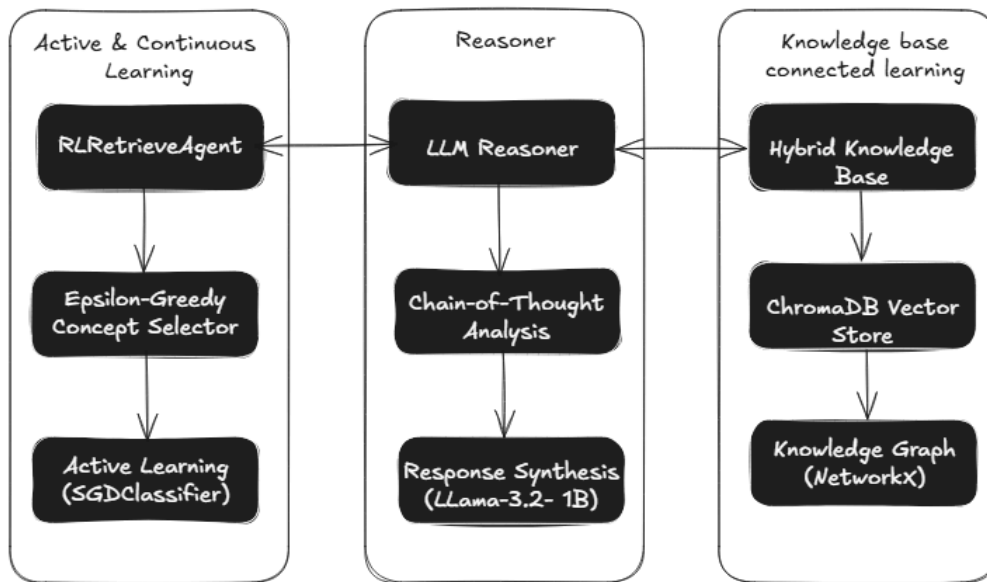 Active & Continuous
Learning
RLRetrieveAgent
Epsilon-Greedy
Concept Selector
Active Learning
(SGDClassifier)
Reasoner
LLM Reasoner
Chain-of-Thought
Analysis
Response Synthesis
(LLama-3.2- 1B)
Knowledge base
connected learning
Hybrid Knowledge
Base
ChromaDB Vector
Store
Knowledge Graph
(NetworkX)